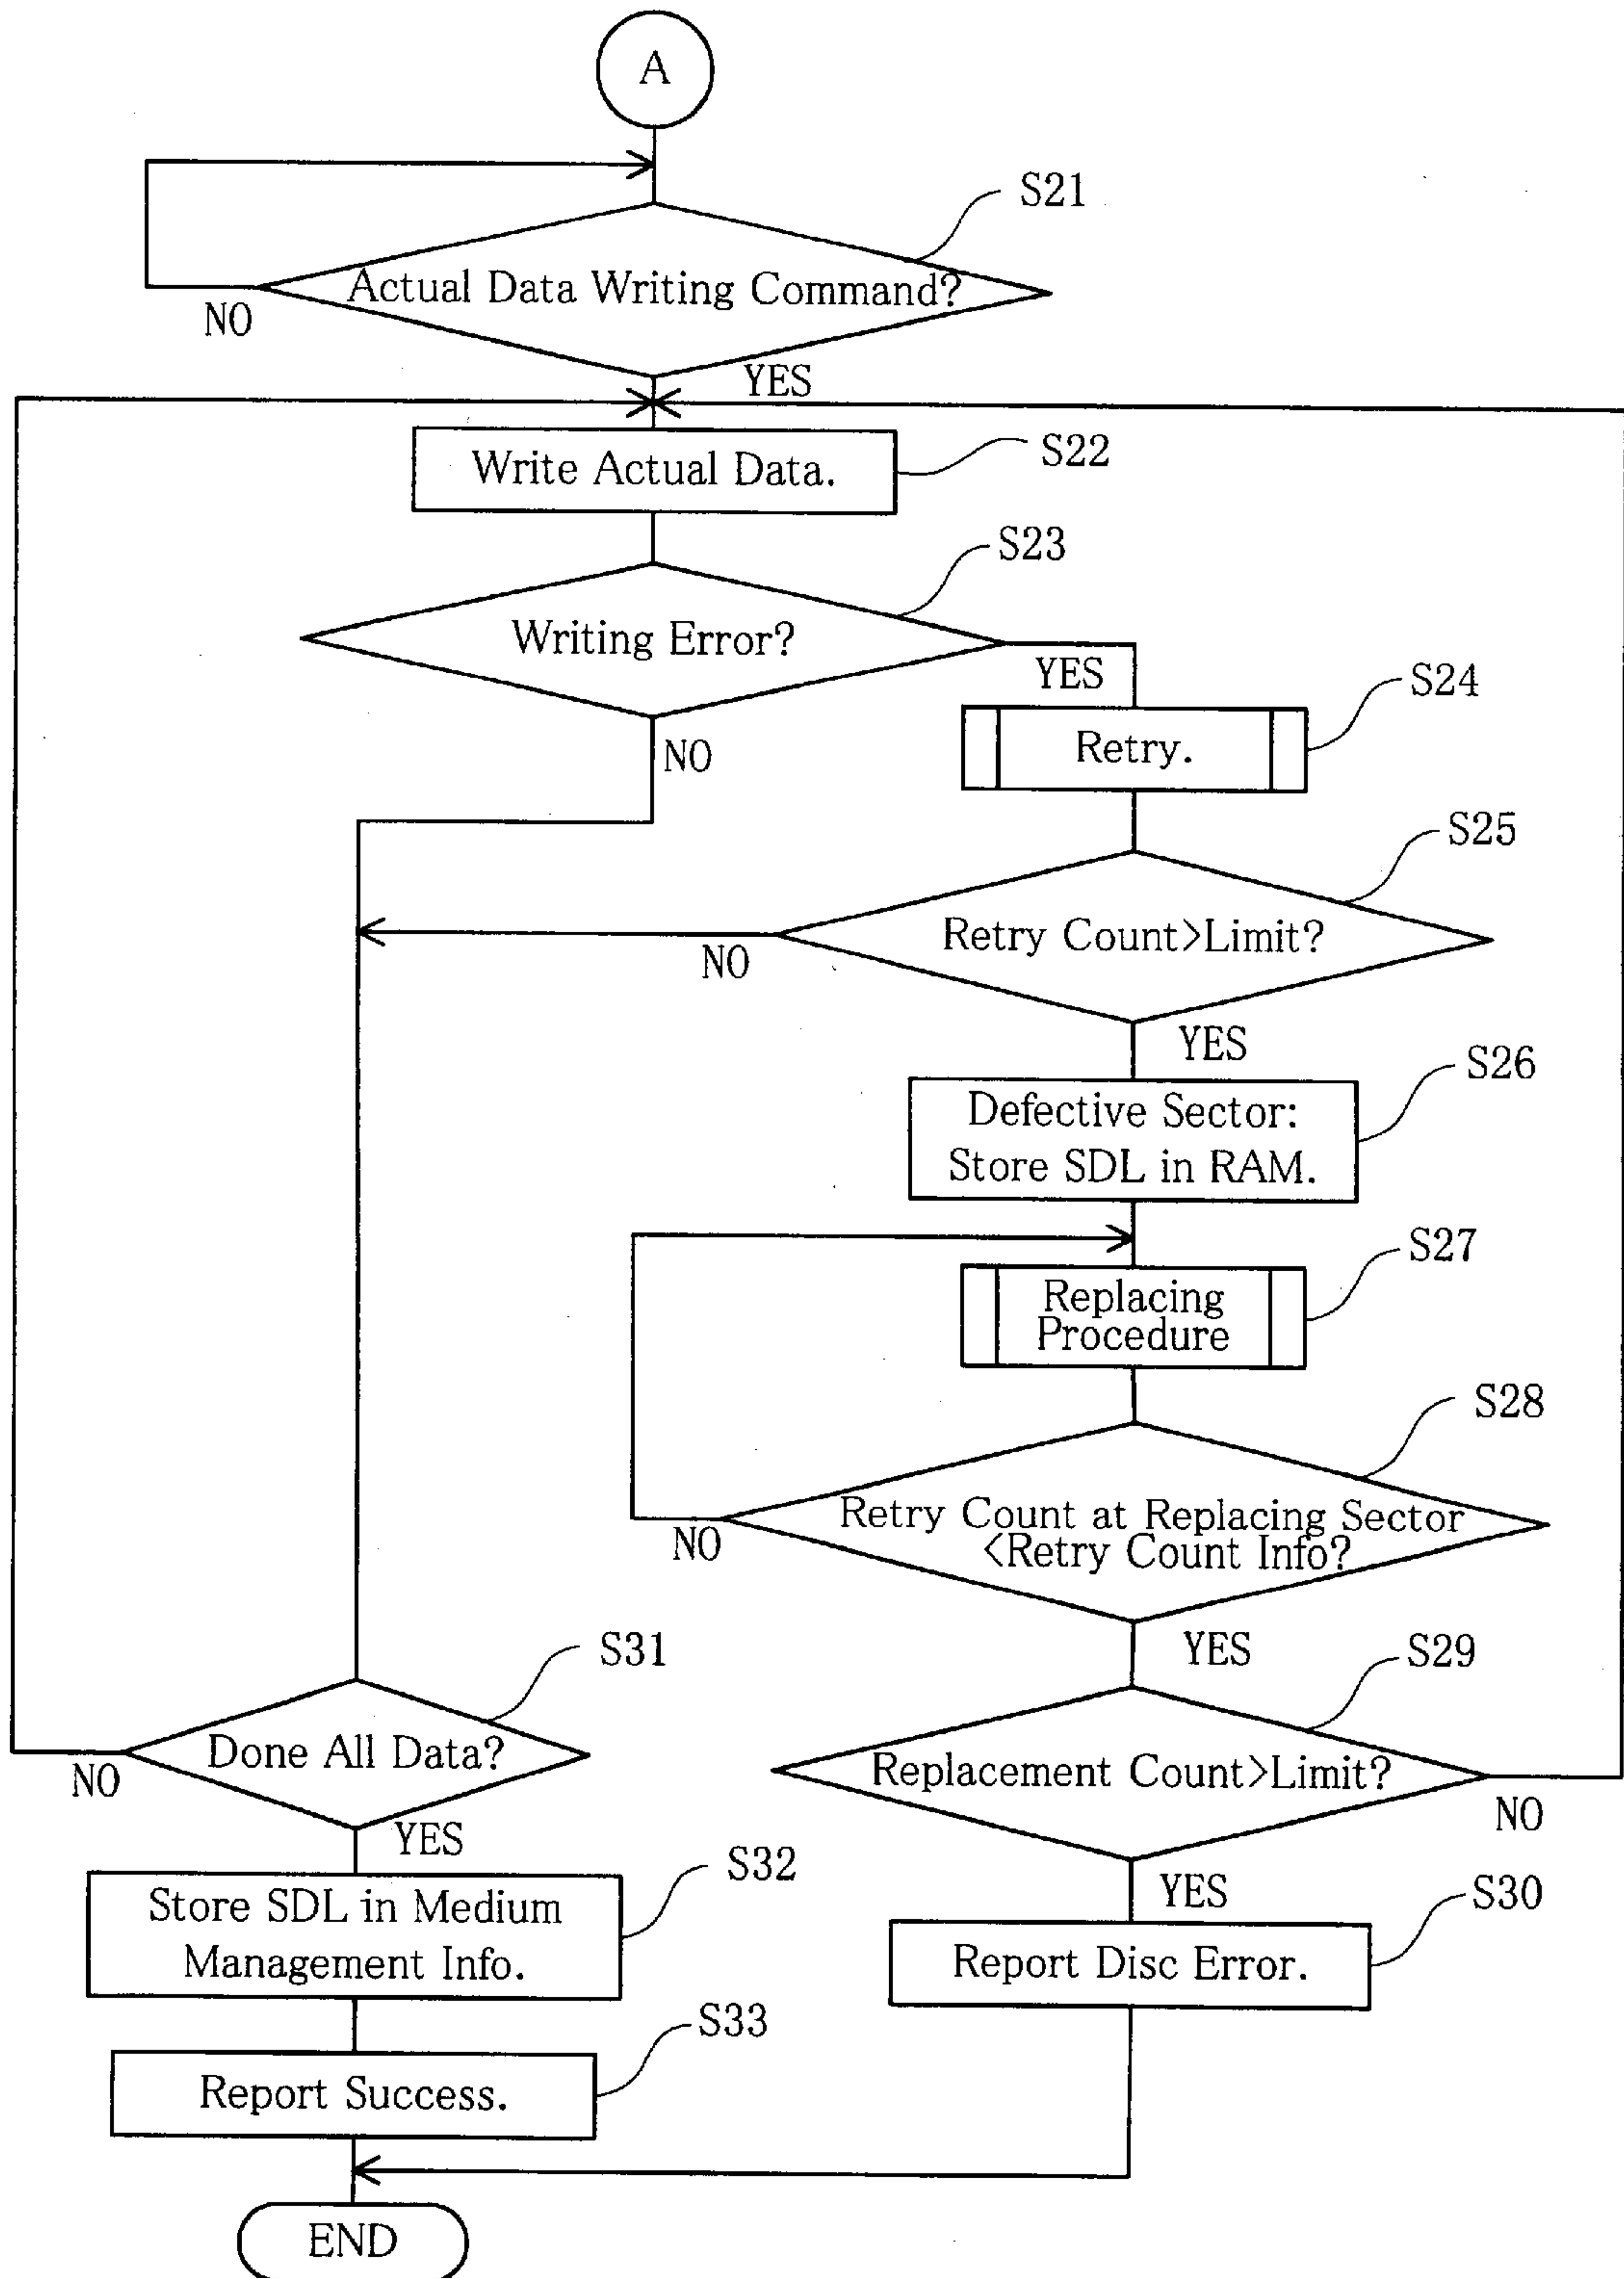 A
S21
Actual Data Writing Command?
NO
YES
S22
Write Actual Data.
S23
Writing Error?
YES
S24
NO
Retry.
S25
Retry Count>Limit?
NO
YES
S26
Defective Sector:
Store SDL in RAM.
S27
Replacing
Procedure
S28
Retry Count at Replacing Sector
<Retry Count Info?
NO
YES
S31
S29
Done All Data?
Replacement Count>Limit?
NO
NO
YES
S32
YES
S30
Store SDL in Medium
Management Info.
Report Disc Error.
S33
Report Success.
END